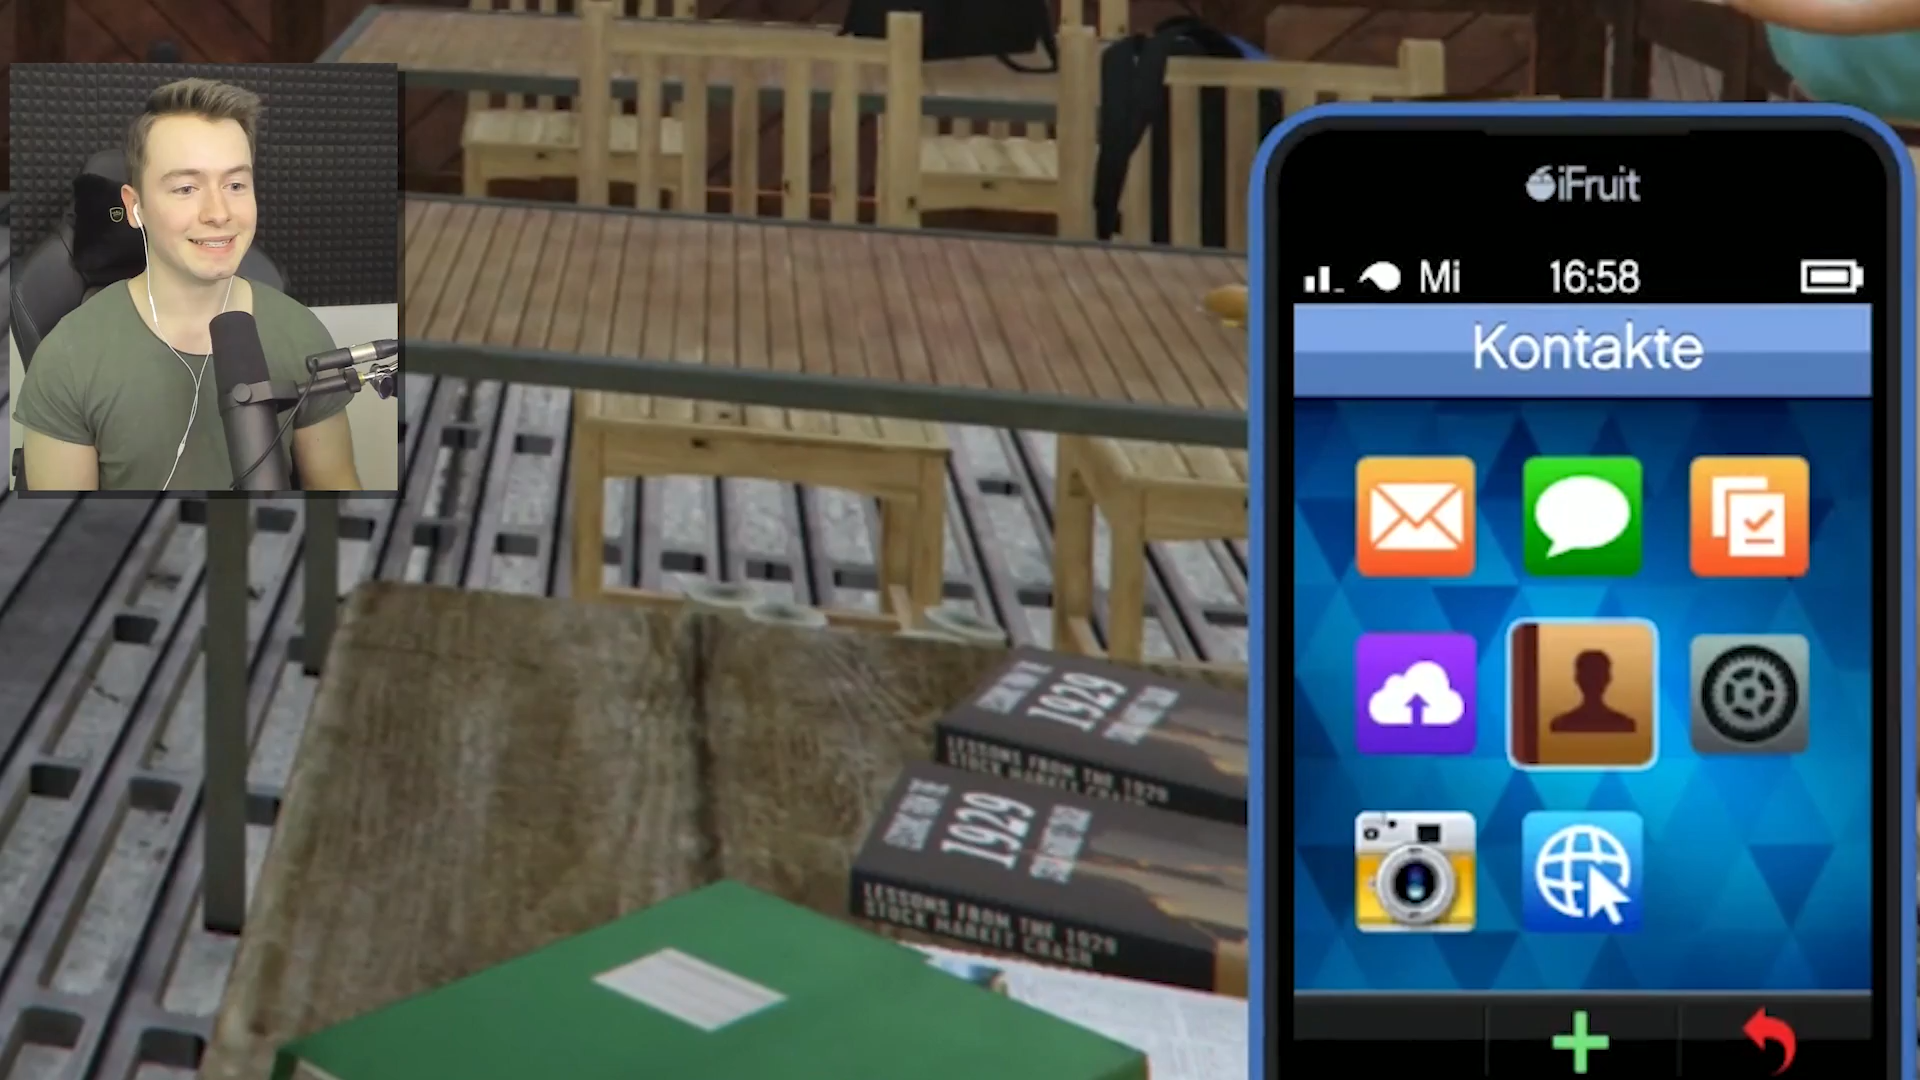 iFruit
Mi 16:58
Kontakte
1929
LESSONS FROM THE 1929
STOCK MARKET CRASH
1929
LESSONS FROM THE 1929
STOCK MARKET CRASH